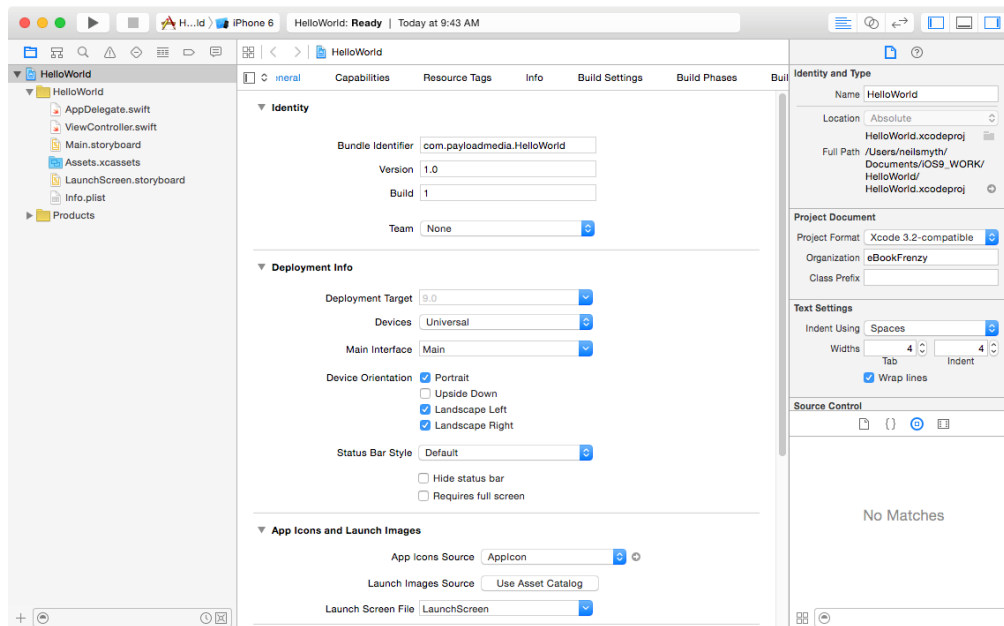 H...ld iPhone 6 HelloWorld: Ready | Today at 9:43 AM
HelloWorld
HelloWorld
AppDelegate.swift
ViewController.swift
Main.storyboard
Assets.xcassets
LaunchScreen.storyboard
Info.plist
Products
HelloWorld
neral Capabilities Resource Tags Info Build Settings Build Phases Buil
Identity
Bundle Identifier com.payloadmedia.HelloWorld
Version 1.0
Build 1
Team None
Deployment Info
Deployment Target 9.0
Devices Universal
Main Interface Main
Device Orientation Portrait
Upside Down
Landscape Left
Landscape Right
Status Bar Style Default
Hide status bar
Requires full screen
App Icons and Launch Images
App Icons Source AppIcon
Launch Images Source Use Asset Catalog
Launch Screen File LaunchScreen
Identity and Type
Name HelloWorld
Location Absolute
HelloWorld.xcodeproj
Full Path /Users/neilsmyth/
Documents/iOS9_WORK/
HelloWorld/
HelloWorld.xcodeproj
Project Document
Project Format Xcode 3.2-compatible
Organization eBookFrenzy
Class Prefix
Text Settings
Indent Using Spaces
Widths 4 4
Tab Indent
Wrap lines
Source Control
{}
No Matches